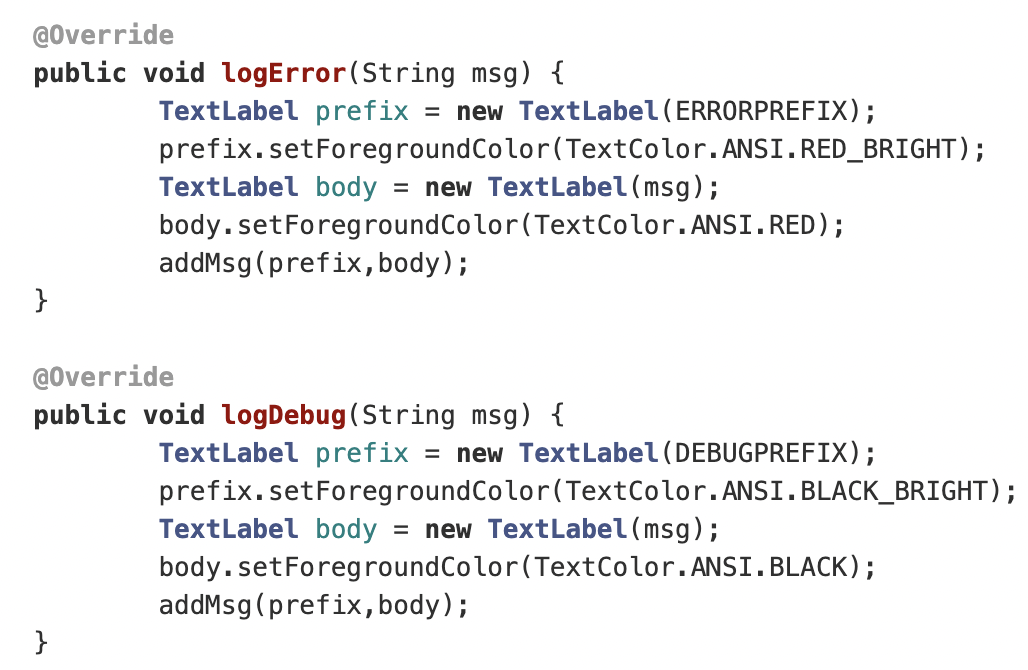 @Override
public void logError(String msg) {
        TextLabel prefix = new TextLabel(ERRORPREFIX);
        prefix.setForegroundColor(TextColor.ANSI.RED_BRIGHT);
        TextLabel body = new TextLabel(msg);
        body.setForegroundColor(TextColor.ANSI.RED);
        addMsg(prefix,body);
}

@Override
public void logDebug(String msg) {
        TextLabel prefix = new TextLabel(DEBUGPREFIX);
        prefix.setForegroundColor(TextColor.ANSI.BLACK_BRIGHT);
        TextLabel body = new TextLabel(msg);
        body.setForegroundColor(TextColor.ANSI.BLACK);
        addMsg(prefix,body);
}